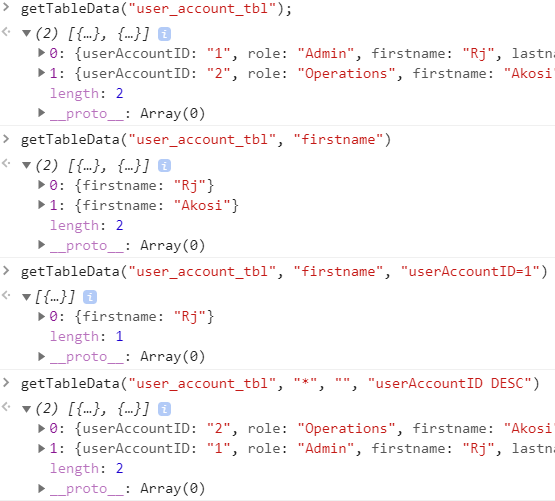 > getTableData("user_account_tbl");
(2) [{…}, {…}] i
0: {userAccountID: "1", role: "Admin", firstname: "Rj", lastn
1: {userAccountID: "2", role: "Operations", firstname: "Akosi"
length: 2
__proto__: Array(0)
> getTableData("user_account_tbl", "firstname")
(2) [{…}, {…}] i
0: {firstname: "Rj"}
1: {firstname: "Akosi"}
length: 2
__proto__: Array(0)
> getTableData("user_account_tbl", "firstname", "userAccountID=1")
[{…}] i
0: {firstname: "Rj"}
length: 1
__proto__: Array(0)
> getTableData("user_account_tbl", "*", "", "userAccountID DESC")
(2) [{…}, {…}] i
0: {userAccountID: "2", role: "Operations", firstname: "Akosi
1: {userAccountID: "1", role: "Admin", firstname: "Rj", lastn
length: 2
__proto__: Array(0)